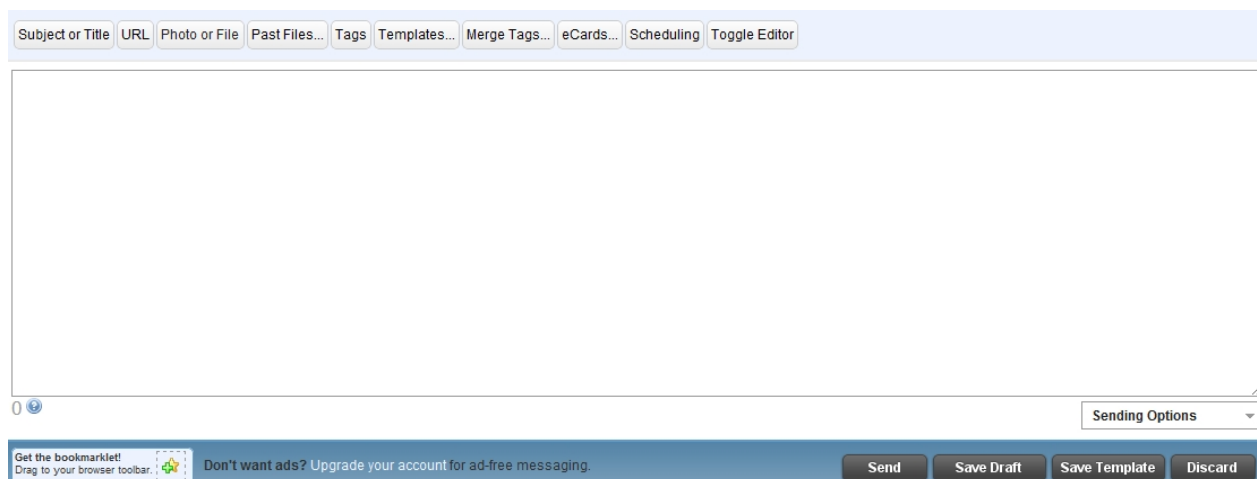 Subject or Title URL Photo or File Past Files... Tags Templates... Merge Tags... eCards... Scheduling Toggle Editor
0
Sending Options
Get the bookmarklet!
Drag to your browser toolbar.
Don't want ads? Upgrade your account for ad-free messaging.
Send Save Draft Save Template Discard